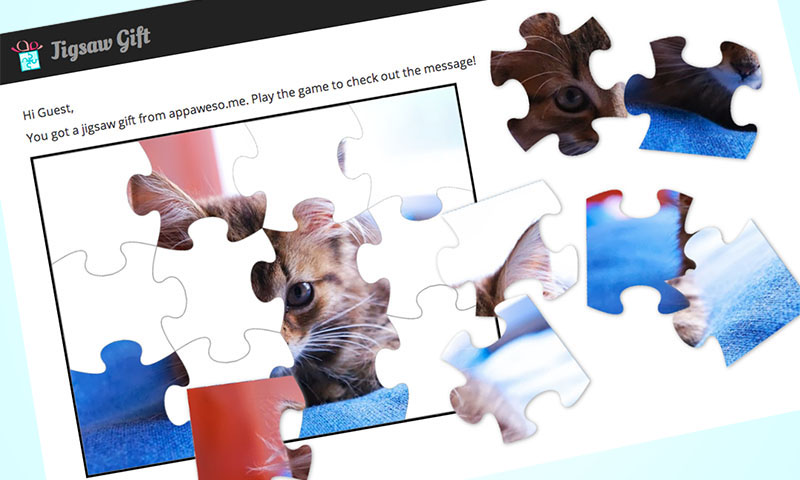 Jigsaw Gift
Hi Guest,
You got a jigsaw gift from appaweso.me. Play the game to check out the message!